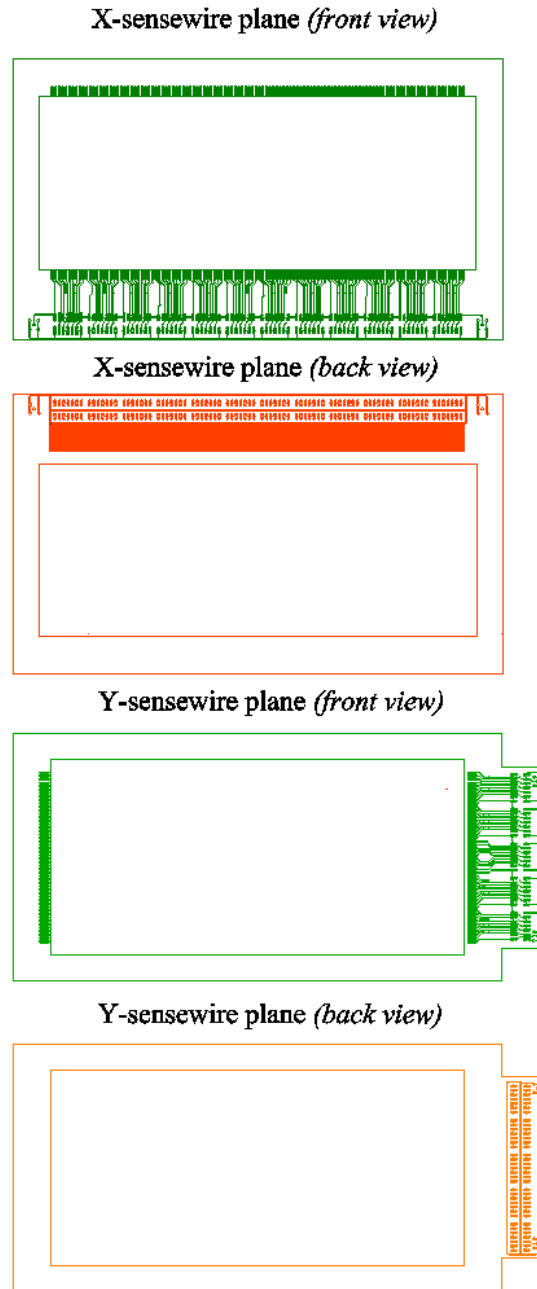 X-sensewire plane (front view)
X-sensewire plane (back view)
Y-sensewire plane (front view)
Y-sensewire plane (back view)